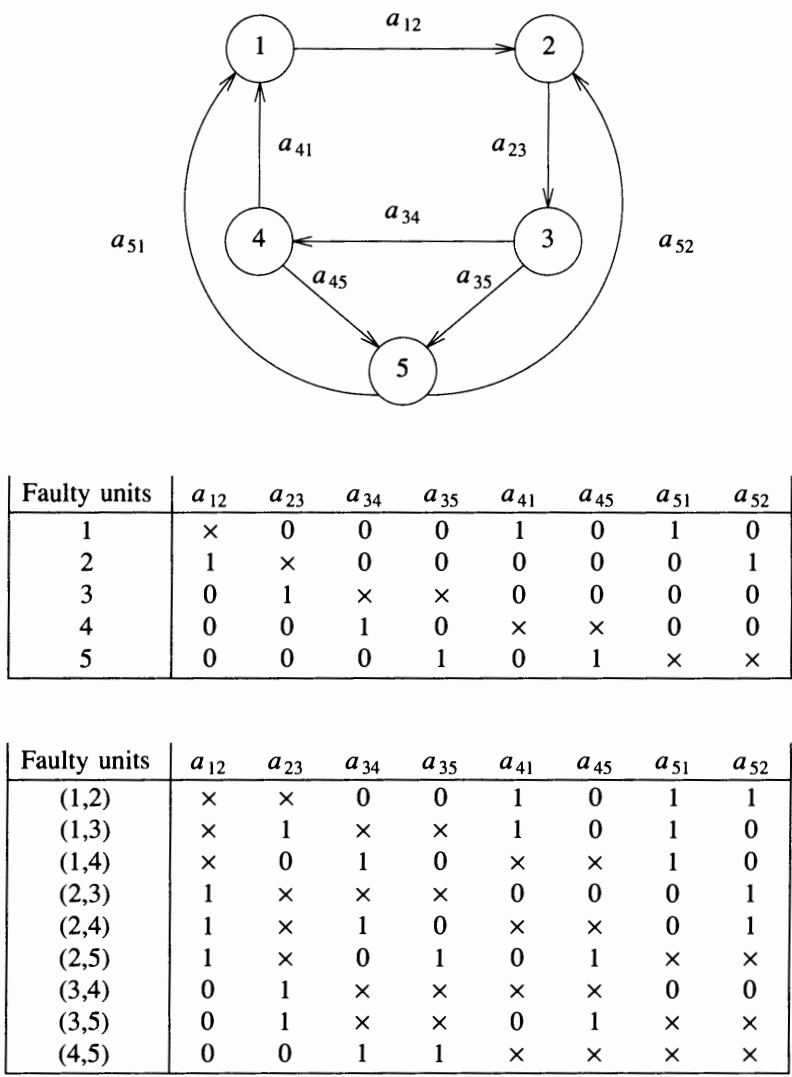 a12
1 2
a41 a23
a34
a51 4 3 a52
a45 a35
5
Faulty units a12 a23 a34 a35 a41 a45 a51 a52
1 × 0 0 0 1 0 1 0
2 1 × 0 0 0 0 0 1
3 0 1 × × 0 0 0 0
4 0 0 1 0 × × 0 0
5 0 0 0 1 0 1 × ×
Faulty units a12 a23 a34 a35 a41 a45 a51 a52
(1,2) × × 0 0 1 0 1 1
(1,3) × 1 × × 1 0 1 0
(1,4) × 0 1 0 × × 1 0
(2,3) 1 × × × 0 0 0 1
(2,4) 1 × 1 0 × × 0 1
(2,5) 1 × 0 1 0 1 × ×
(3,4) 0 1 × × × × 0 0
(3,5) 0 1 × × 0 1 × ×
(4,5) 0 0 1 1 × × × ×